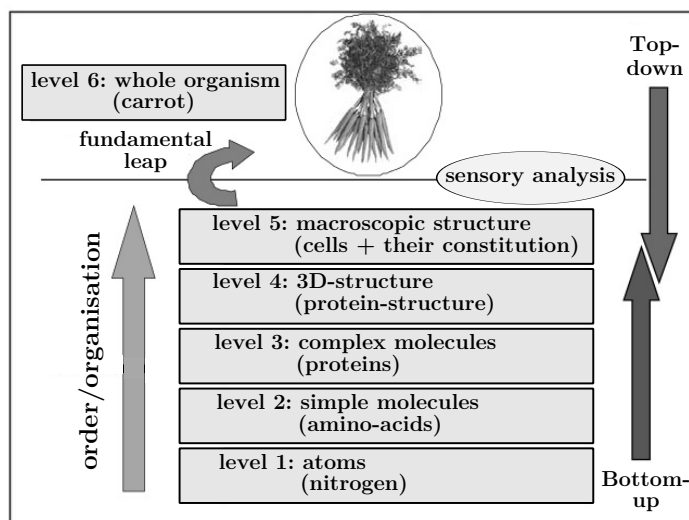 Top-
down
level 6: whole organism
(carrot)
fundamental
leap
sensory analysis
level 5: macroscopic structure
(cells + their constitution)
level 4: 3D-structure
(protein-structure)
level 3: complex molecules
(proteins)
level 2: simple molecules
(amino-acids)
level 1: atoms
(nitrogen)
order/organisation
Bottom-
up